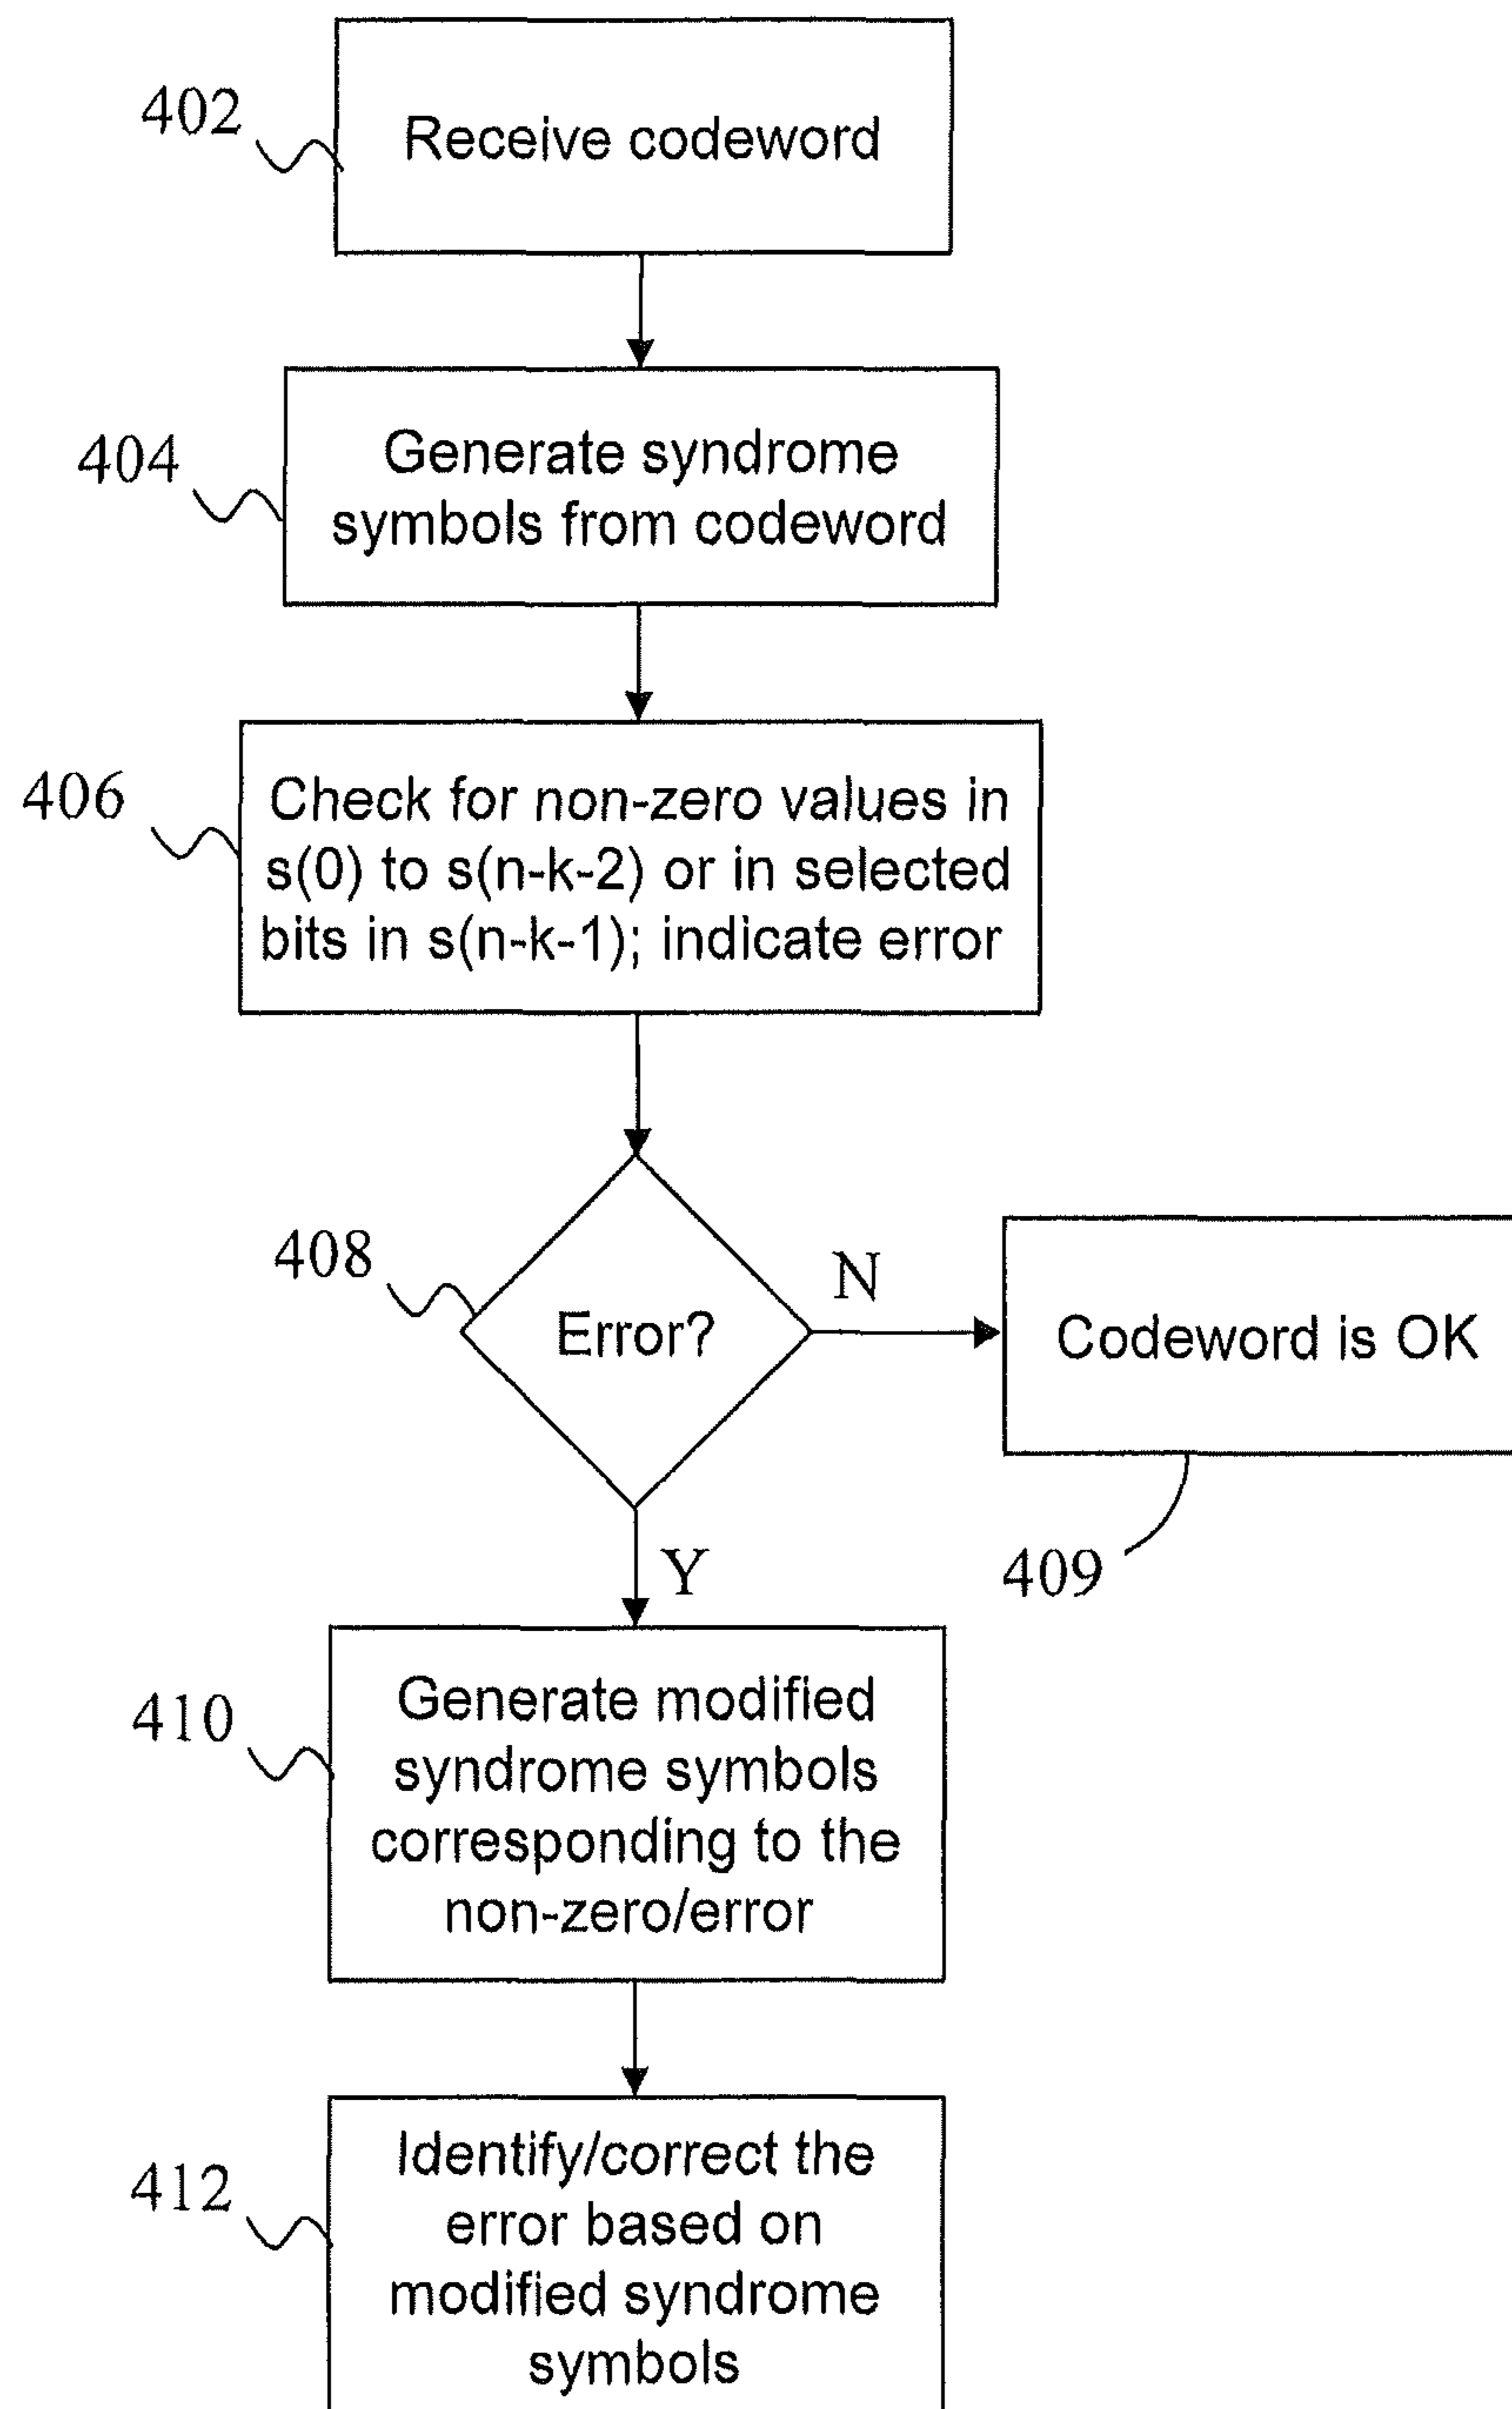 402
Receive codeword
404
Generate syndrome
symbols from codeword
406
Check for non-zero values in
s(0) to s(n-k-2) or in selected
bits in s(n-k-1); indicate error
408
Error?
N
Codeword is OK
409
Y
410
Generate modified
syndrome symbols
corresponding to the
non-zero/error
412
Identify/correct the
error based on
modified syndrome
symbols